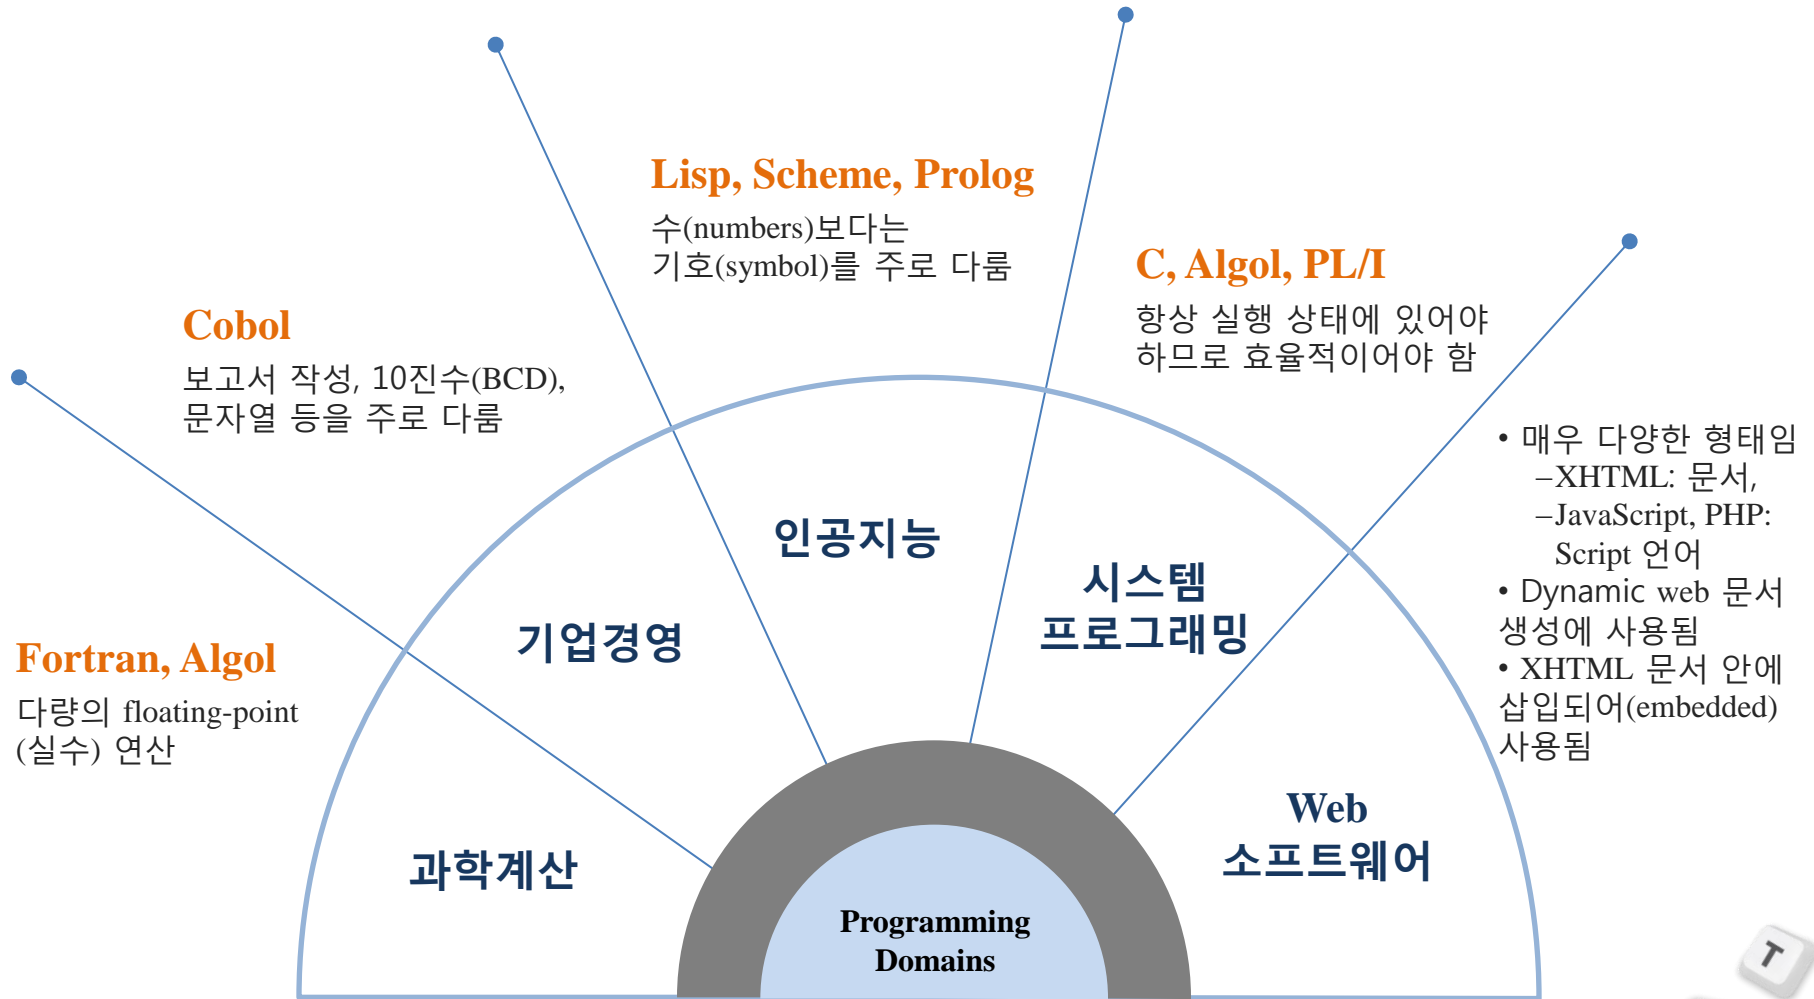 Lisp, Scheme, Prolog
수(numbers)보다는
기호(symbol)를 주로 다룸
C, Algol, PL/I
항상 실행 상태에 있어야
하므로 효율적이어야 함
Cobol
보고서 작성, 10진수(BCD),
문자열 등을 주로 다룸
• 매우 다양한 형태임
–XHTML: 문서,
–JavaScript, PHP:
Script 언어
• Dynamic web 문서
생성에 사용됨
• XHTML 문서 안에
삽입되어(embedded)
사용됨
Fortran, Algol
다량의 floating-point
(실수) 연산
과학계산
기업경영
인공지능
시스템
프로그래밍
Web
소프트웨어
Programming
Domains
T